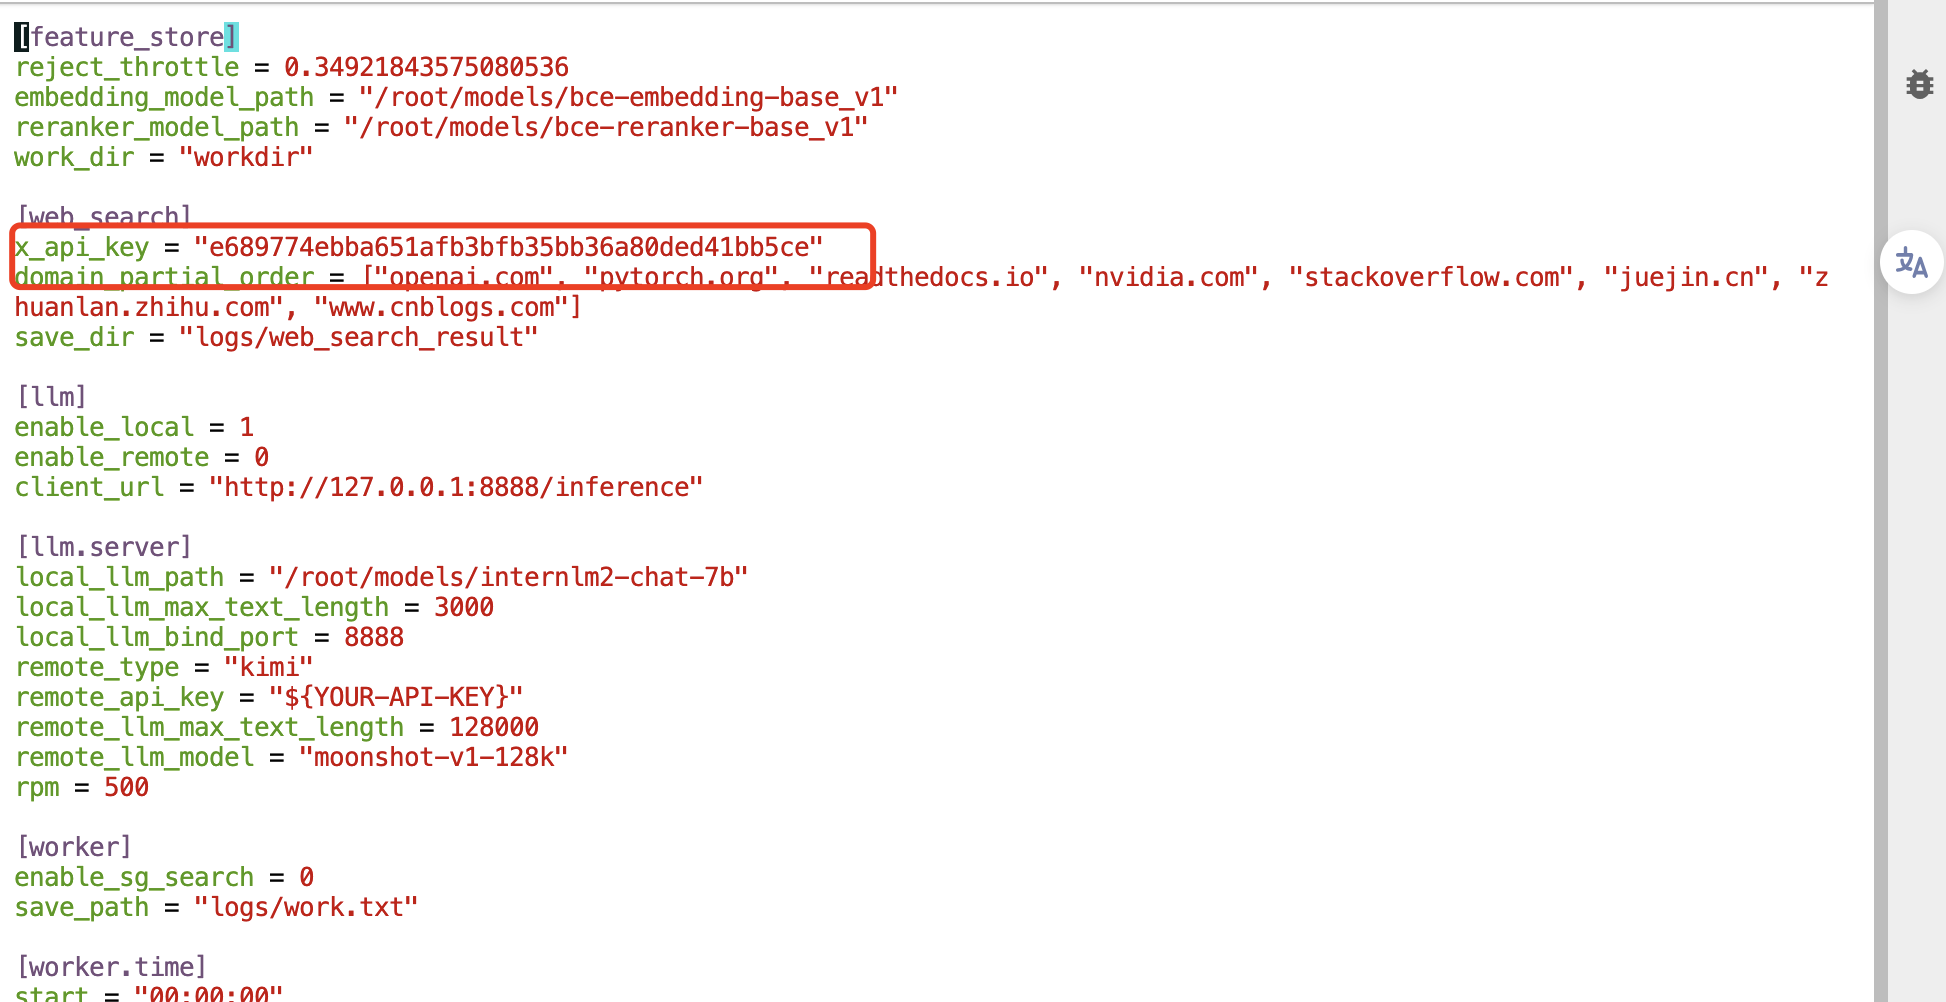 [feature_store]
reject_throttle = 0.34921843575080536
embedding_model_path = "/root/models/bce-embedding-base_v1"
reranker_model_path = "/root/models/bce-reranker-base_v1"
work_dir = "workdir"
[web_search]
x_api_key = "e689774ebba651afb3bfb35bb36a80ded41bb5ce"
domain_partial_order = ["openai.com", "pytorch.org", "readthedocs.io", "nvidia.com", "stackoverflow.com", "juejin.cn", "z
huanlan.zhihu.com", "www.cnblogs.com"]
save_dir = "logs/web_search_result"
[llm]
enable_local = 1
enable_remote = 0
client_url = "http://127.0.0.1:8888/inference"
[llm.server]
local_llm_path = "/root/models/internlm2-chat-7b"
local_llm_max_text_length = 3000
local_llm_bind_port = 8888
remote_type = "kimi"
remote_api_key = "${YOUR-API-KEY}"
remote_llm_max_text_length = 128000
remote_llm_model = "moonshot-v1-128k"
rpm = 500
[worker]
enable_sg_search = 0
save_path = "logs/work.txt"
[worker.time]
start = "00:00:00"